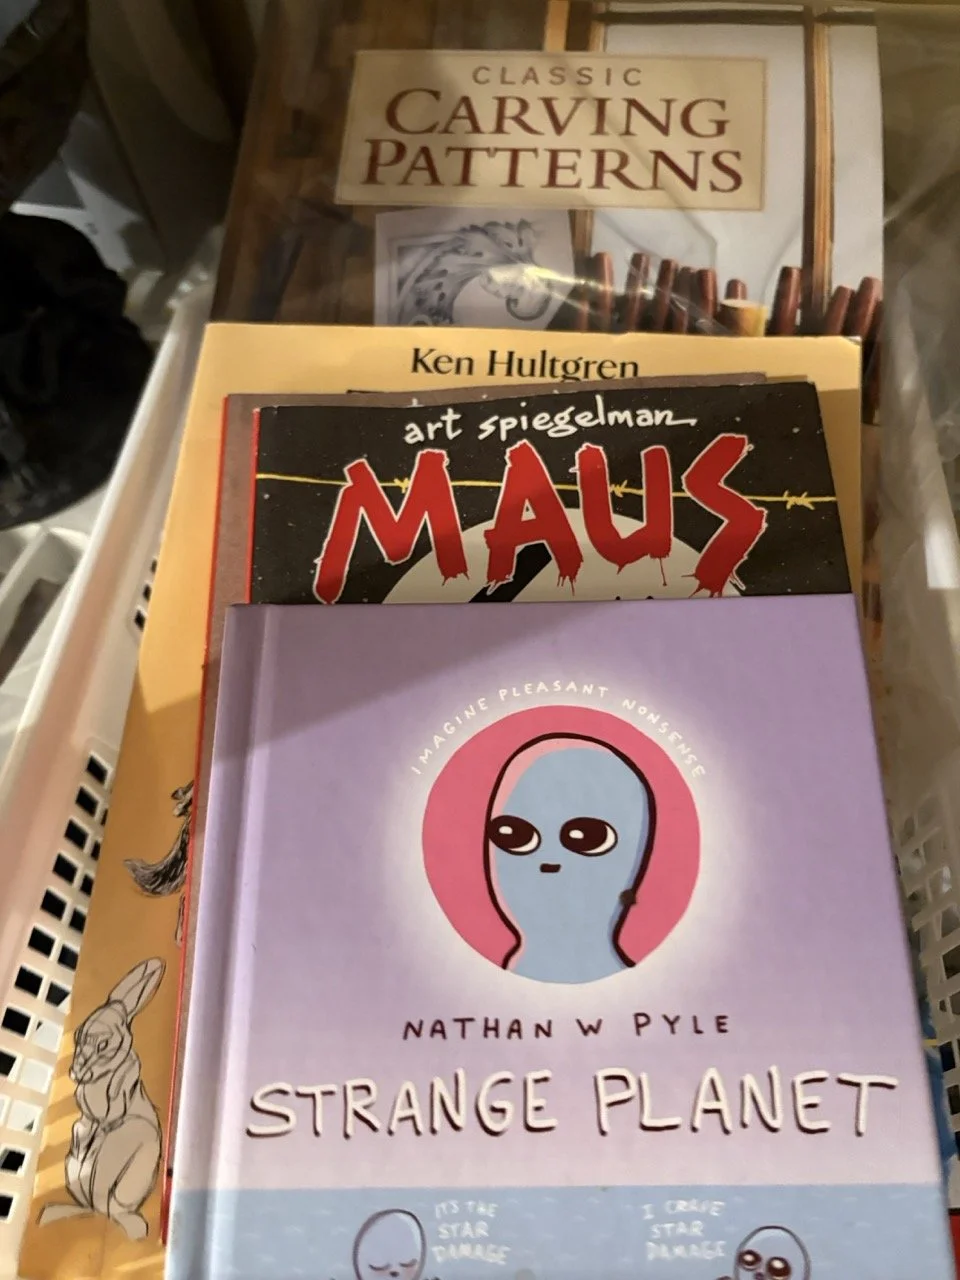 CLASSIC
CARVING
PATTERNS
Ken Hultgren
art spiegelman
MAUS
IMAGINE PLEASANT NONSENSE
NATHAN W PYLE
STRANGE PLANET
IT'S THE
STAR
DAMAGE
I CRAVE
STAR
DAMAGE